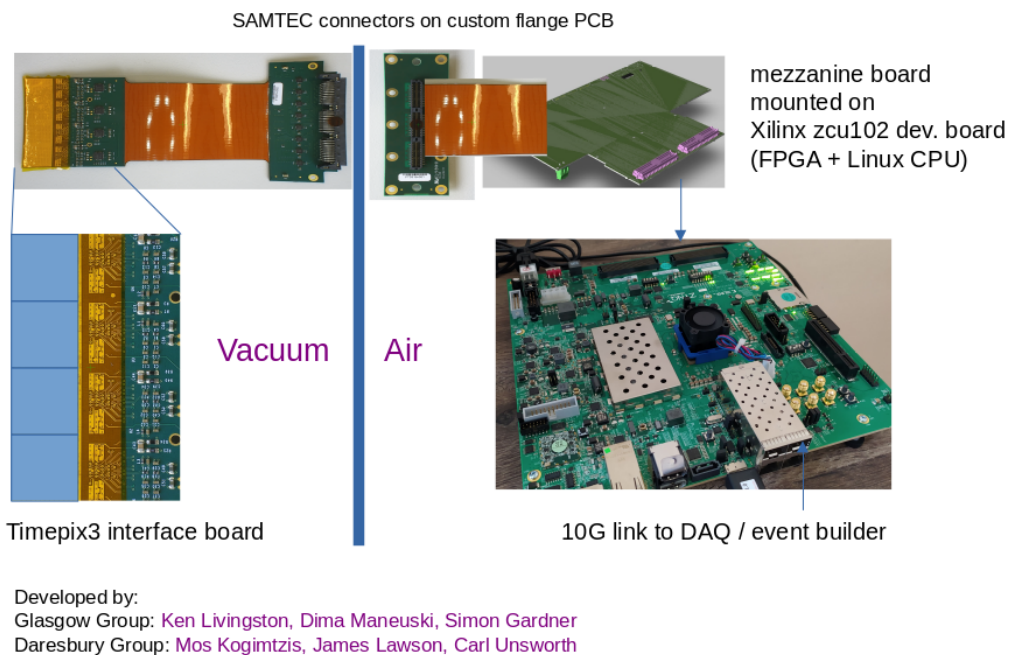 SAMTEC connectors on custom flange PCB
mezzanine board
mounted on
Xilinx zcu102 dev. board
(FPGA + Linux CPU)
Vacuum
Air
Timepix3 interface board
10G link to DAQ / event builder
Developed by:
Glasgow Group: Ken Livingston, Dima Maneuski, Simon Gardner
Daresbury Group: Mos Kogimtzis, James Lawson, Carl Unsworth